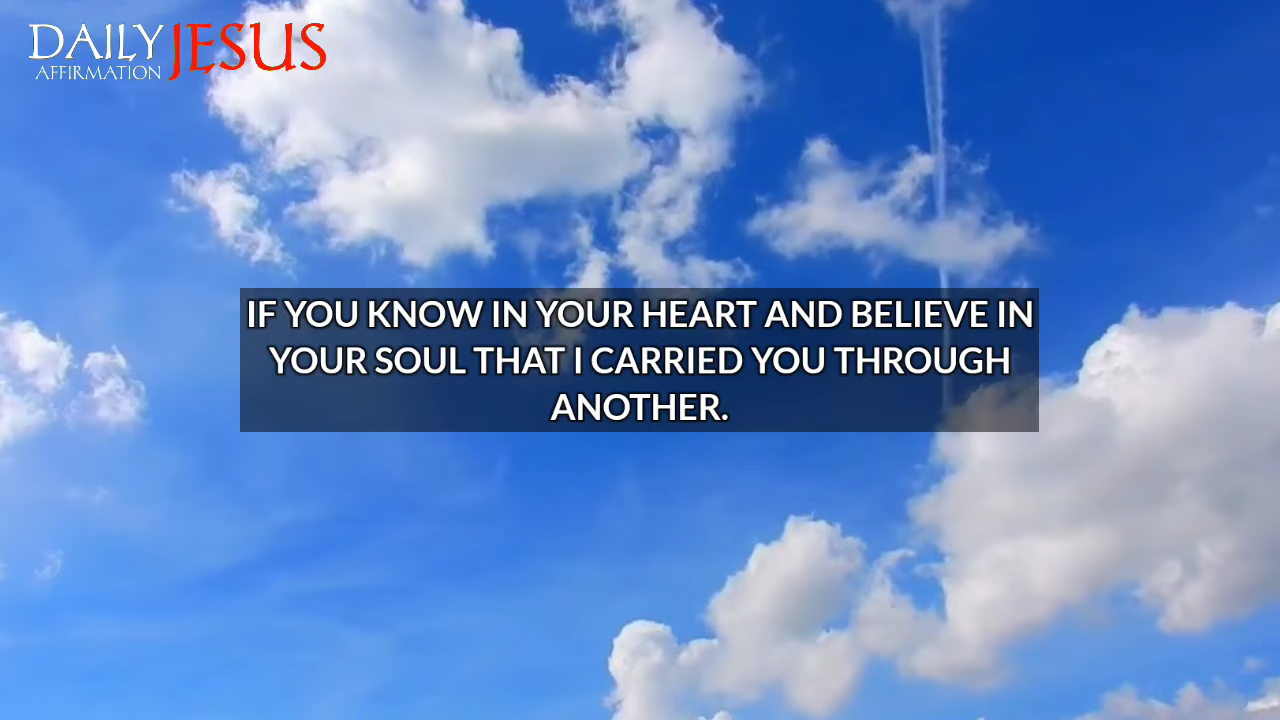 DAILY JESUS
AFFIRMATION
IF YOU KNOW IN YOUR HEART AND BELIEVE IN
YOUR SOUL THAT I CARRIED YOU THROUGH
ANOTHER.